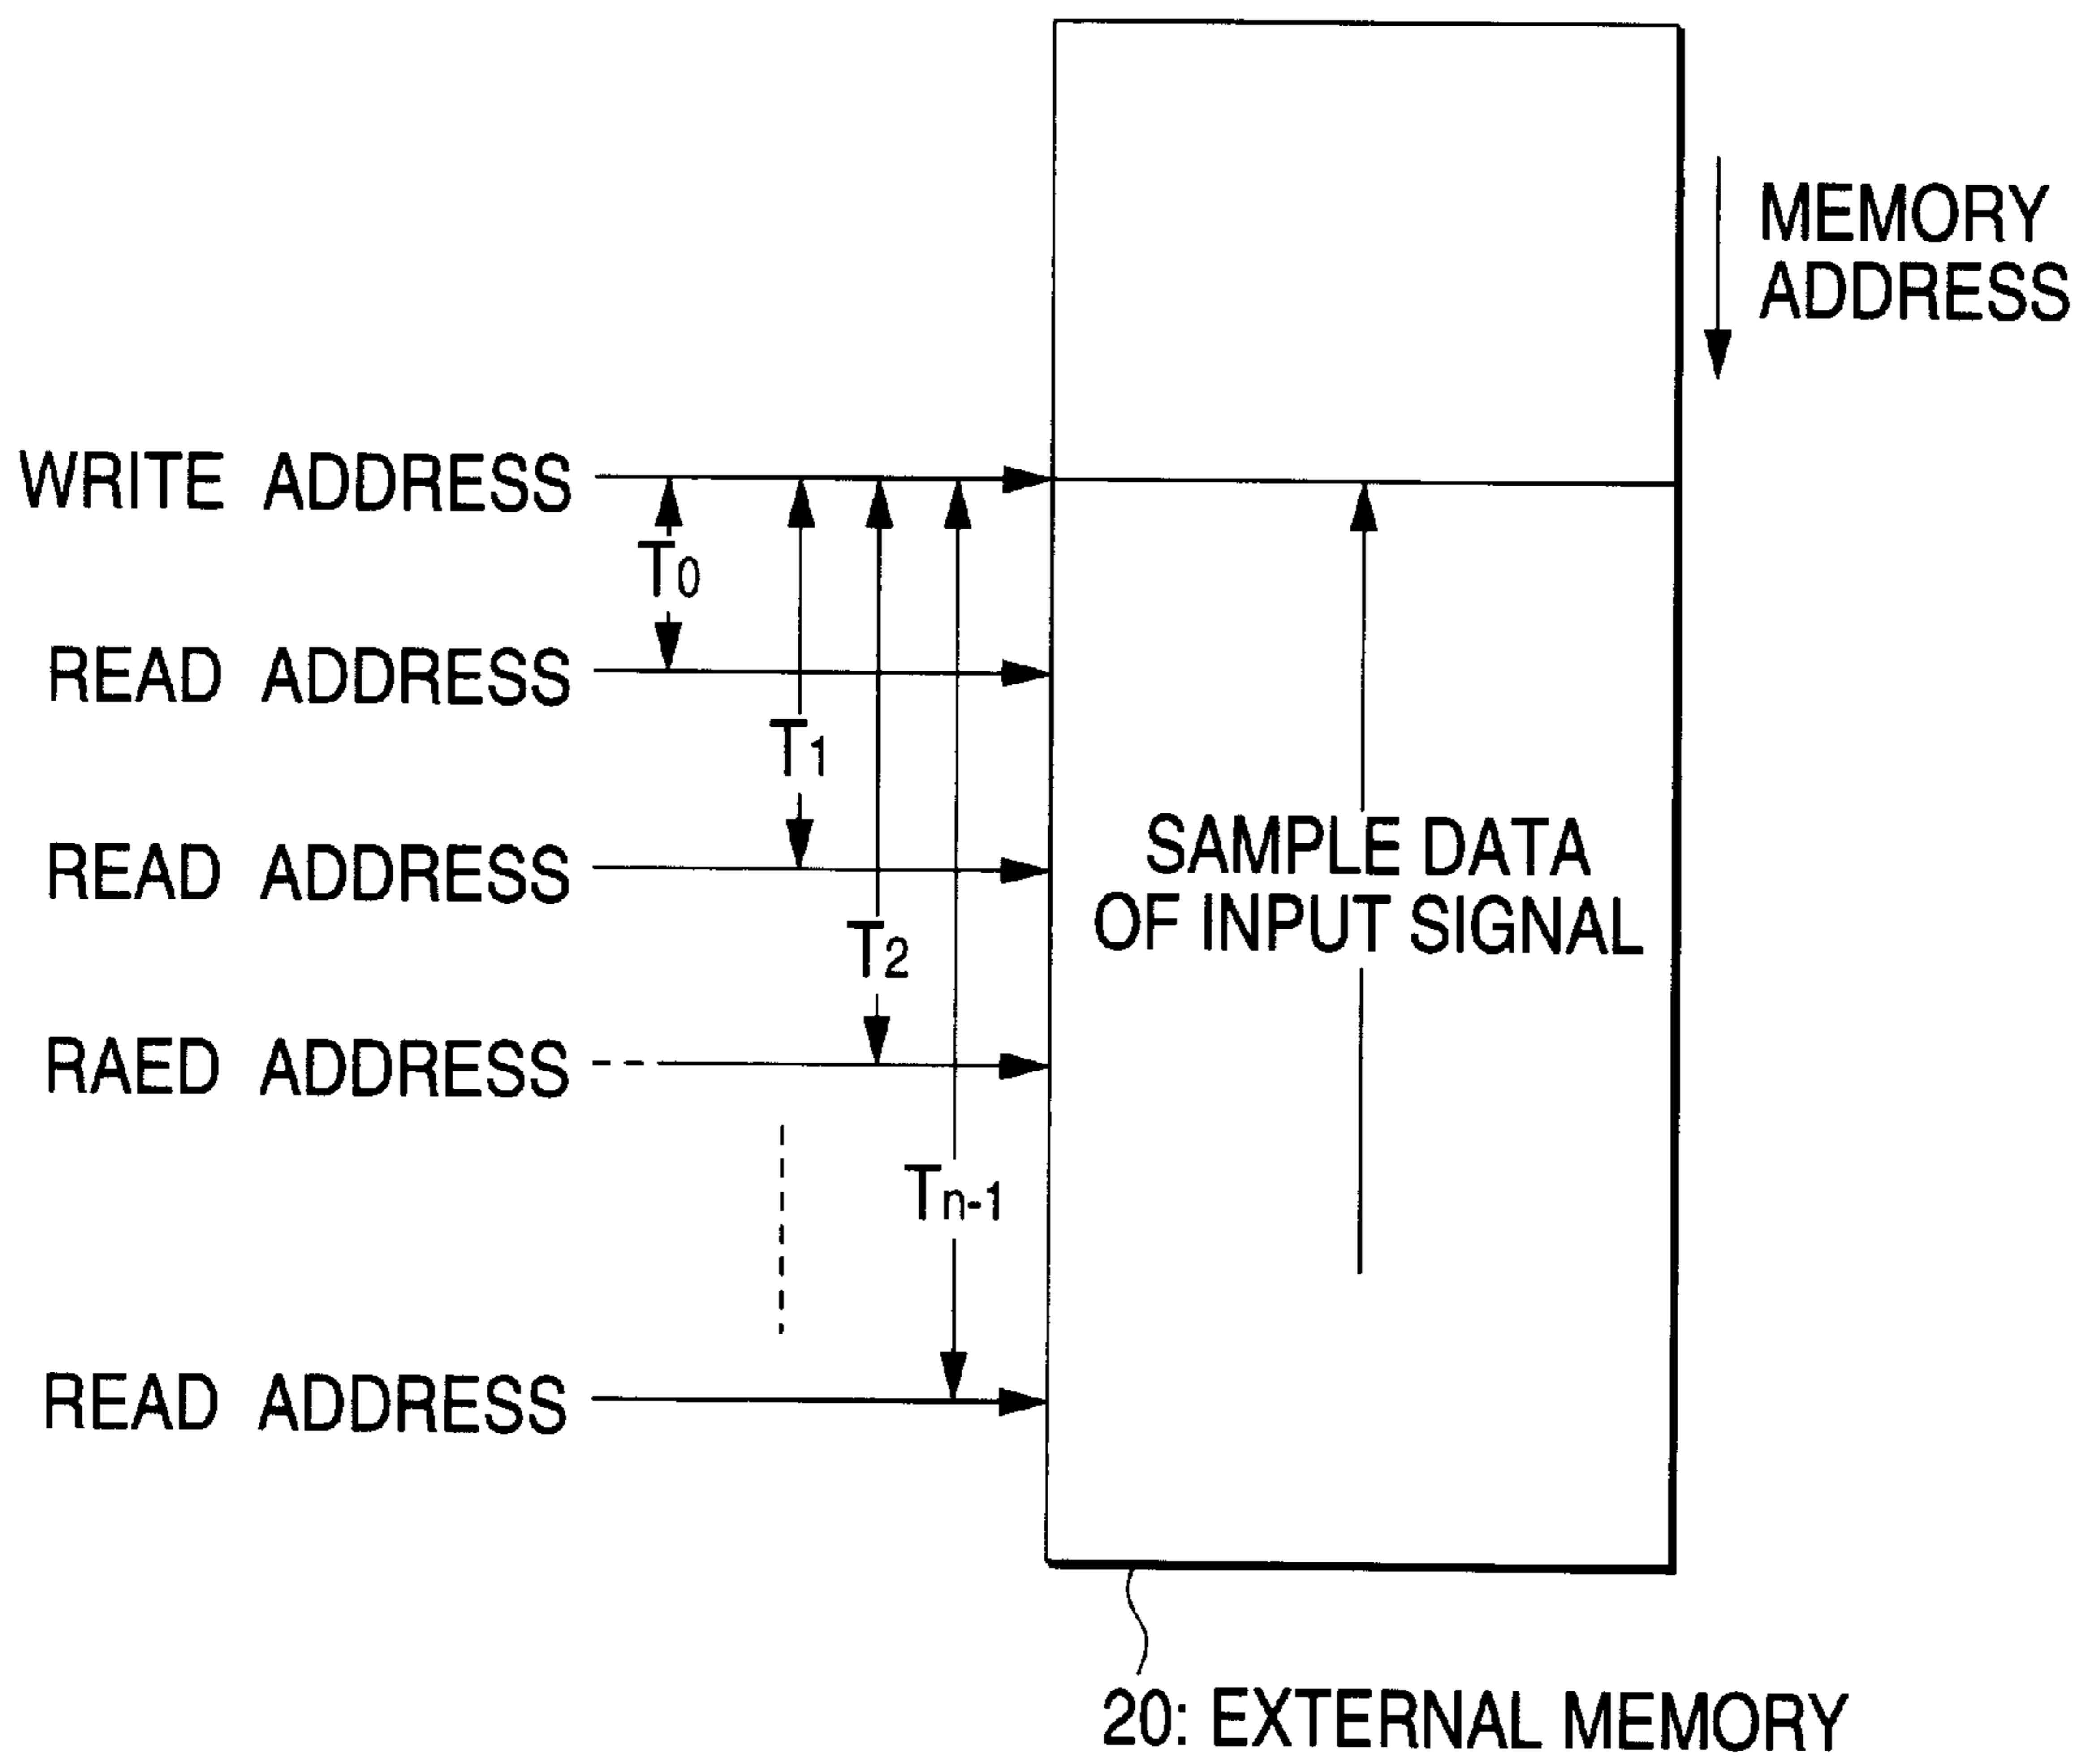 MEMORY
ADDRESS
WRITE ADDRESS
T0
READ ADDRESS
T1
READ ADDRESS
SAMPLE DATA
OF INPUT SIGNAL
T2
RAED ADDRESS
Tn-1
READ ADDRESS
20: EXTERNAL MEMORY